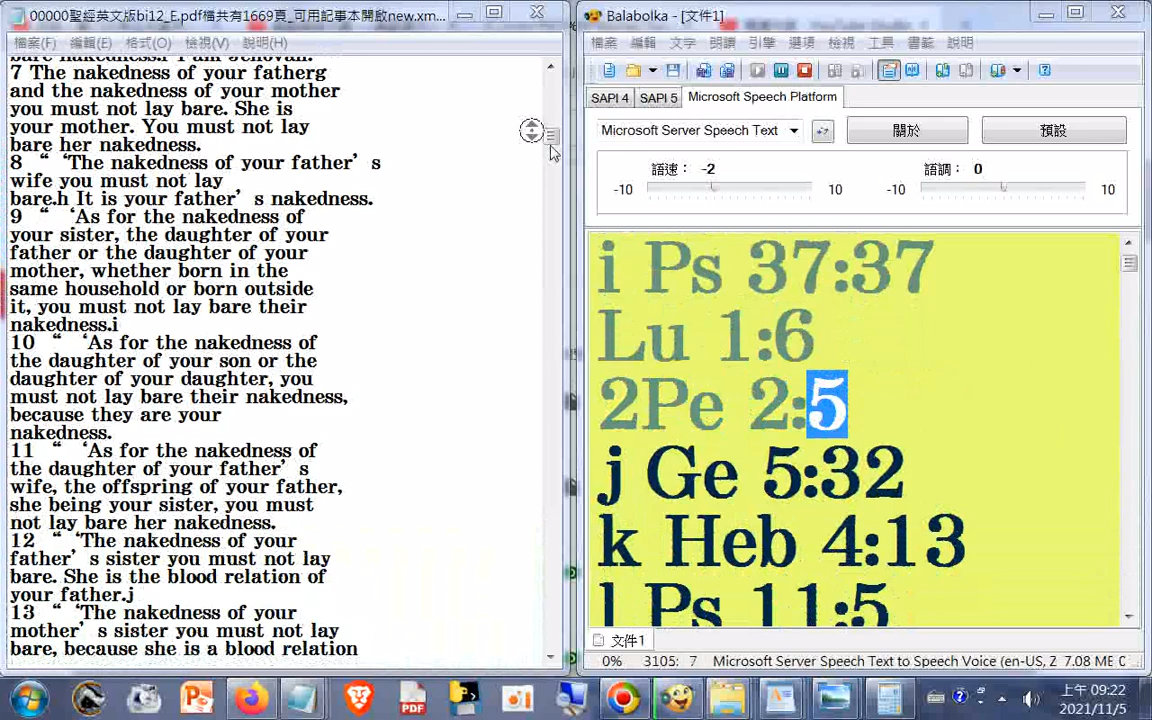 00000聖經英文版bi12_E.pdf檔共有1669頁_可用記事本開啟new.xm...
檔案(F) 編輯(E) 格式(O) 檢視(V) 說明(H)
bare nakedness.f I am Jehovah.
7 The nakedness of your fatherg
and the nakedness of your mother
you must not lay bare. She is
your mother. You must not lay
bare her nakedness.
8 “ ‘The nakedness of your father’s
wife you must not lay
bare.h It is your father’s nakedness.
9 “ ‘As for the nakedness of
your sister, the daughter of your
father or the daughter of your
mother, whether born in the
same household or born outside
it, you must not lay bare their
nakedness.i
10 “ ‘As for the nakedness of
the daughter of your son or the
daughter of your daughter, you
must not lay bare their nakedness,
because they are your
nakedness.
11 “ ‘As for the nakedness of
the daughter of your father’s
wife, the offspring of your father,
she being your sister, you must
not lay bare her nakedness.
12 “ ‘The nakedness of your
father’s sister you must not lay
bare. She is the blood relation of
your father.j
13 “ ‘The nakedness of your
mother’s sister you must not lay
bare, because she is a blood relation
Balabolka - [文件1]
檔案 編輯 文字 朗讀 引擎 選項 檢視 工具 書籤 說明
SAPI 4 SAPI 5 Microsoft Speech Platform
Microsoft Server Speech Text 關於 預設
語速： -2 語調： 0
-10 10 -10 10
i Ps 37:37
Lu 1:6
2Pe 2:5
j Ge 5:32
k Heb 4:13
l Ps 11:5
文件1
0% 3105: 7 Microsoft Server Speech Text to Speech Voice (en-US, Z 7.08 MB
PDF
上午 09:22
2021/11/5